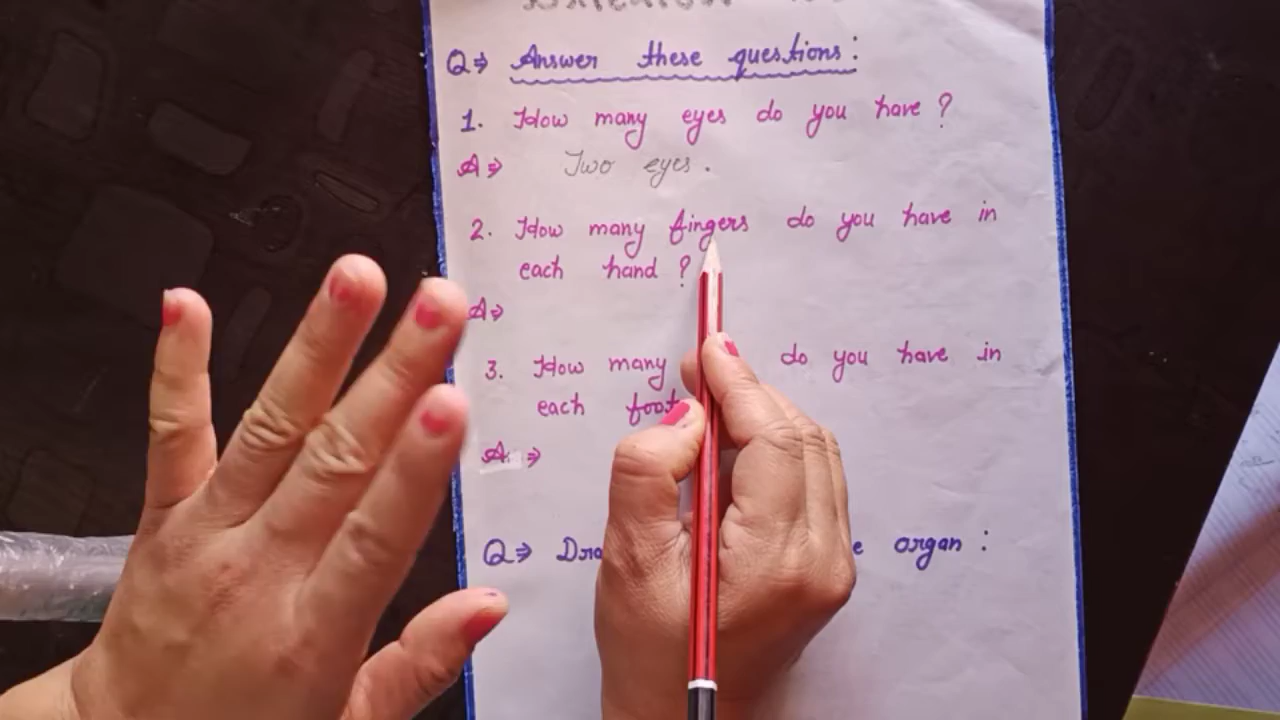 Q⇒ Answer these questions:
1. How many eyes do you have?
A⇒ Two eyes.
2. How many fingers do you have in
each hand?
A⇒
3. How many do you have in
each foot
A.⇒
Q⇒ organ: